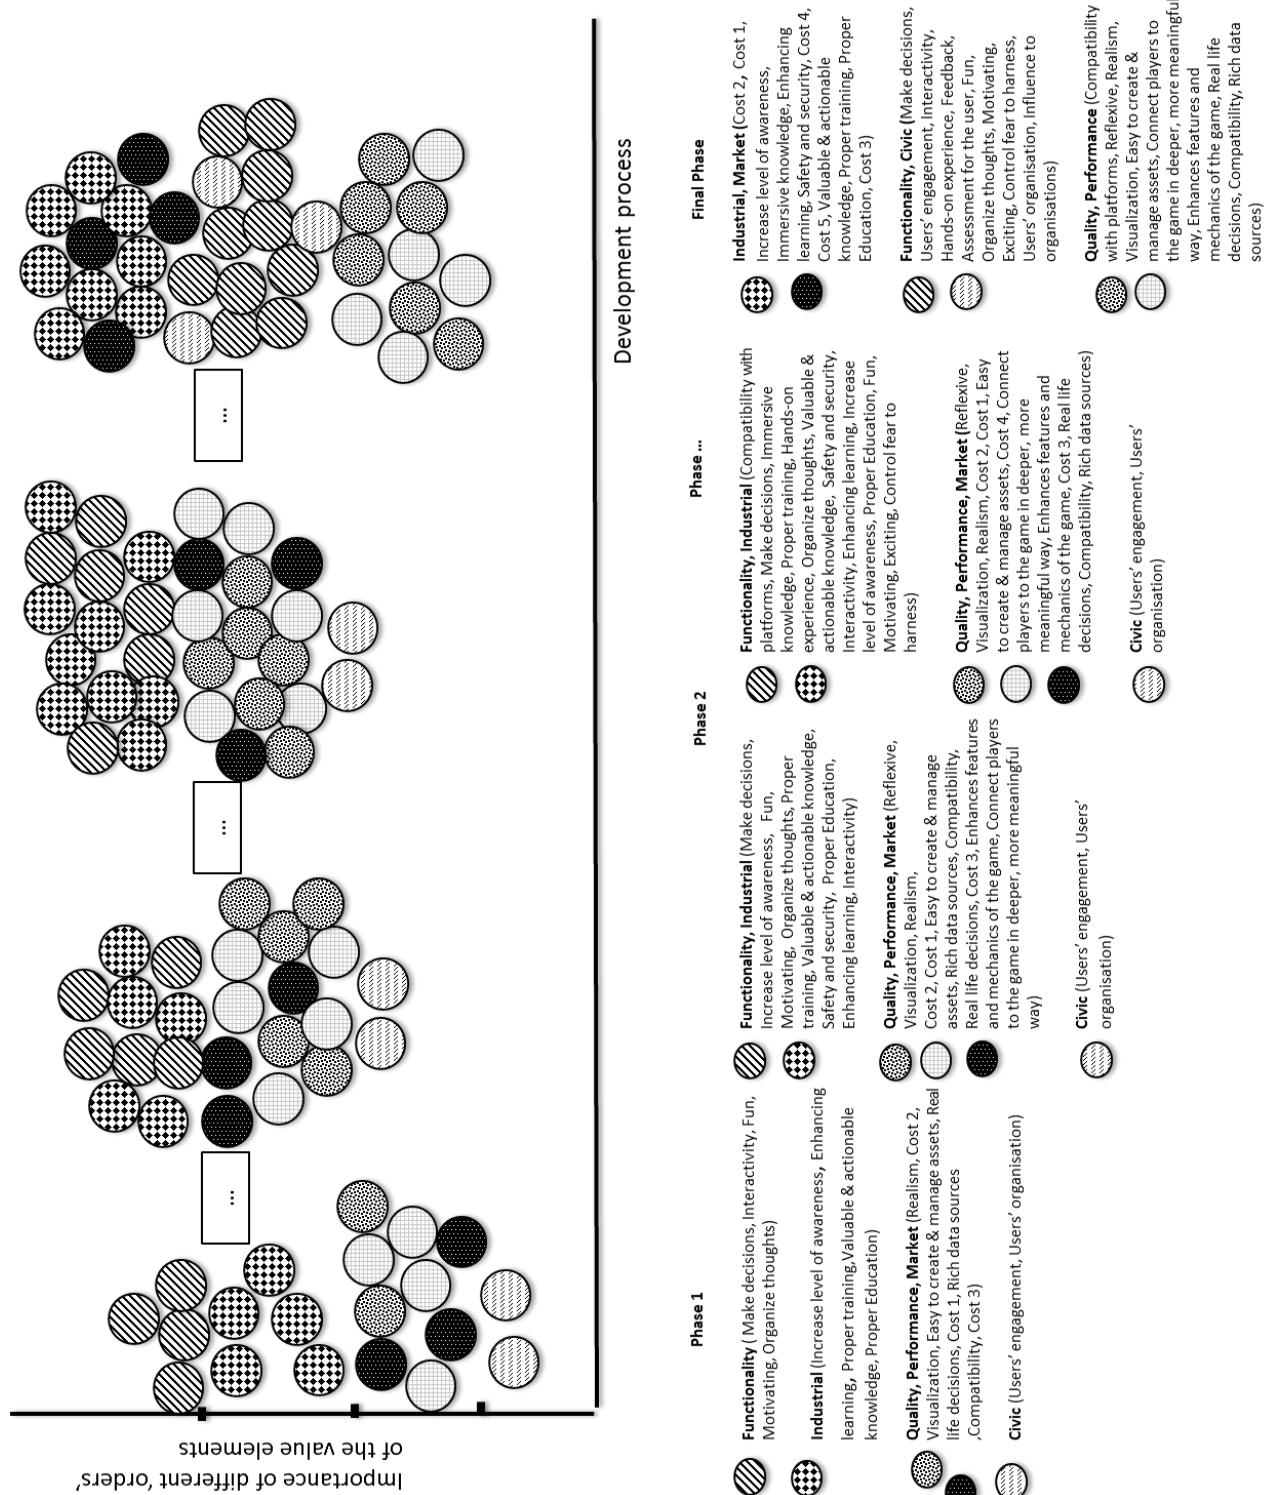 Importance of different 'orders'
of the value elements
...
...
...
Development process
Phase 1
Functionality ( Make decisions, Interactivity, Fun,
Motivating, Organize thoughts)
Industrial (Increase level of awareness, Enhancing
learning, Proper training,Valuable & actionable
knowledge, Proper Education)
Quality, Performance, Market (Realism, Cost 2,
Visualization, Easy to create & manage assets, Real
life decisions, Cost 1, Rich data sources
,Compatibility, Cost 3)
Civic (Users' engagement, Users' organisation)
Phase 2
Functionality, Industrial (Make decisions,
Increase level of awareness, Fun,
Motivating, Organize thoughts, Proper
training, Valuable & actionable knowledge,
Safety and security, Proper Education,
Enhancing learning, Interactivity)
Quality, Performance, Market (Reflexive,
Visualization, Realism,
Cost 2, Cost 1, Easy to create & manage
assets, Rich data sources, Compatibility,
Real life decisions, Cost 3, Enhances features
and mechanics of the game, Connect players
to the game in deeper, more meaningful
way)
Civic (Users' engagement, Users'
organisation)
Phase ...
Functionality, Industrial (Compatibility with
platforms, Make decisions, Immersive
knowledge, Proper training, Hands-on
experience, Organize thoughts, Valuable &
actionable knowledge, Safety and security,
Interactivity, Enhancing learning, Increase
level of awareness, Proper Education, Fun,
Motivating, Exciting, Control fear to
harness)
Quality, Performance, Market (Reflexive,
Visualization, Realism, Cost 2, Cost 1, Easy
to create & manage assets, Cost 4, Connect
players to the game in deeper, more
meaningful way, Enhances features and
mechanics of the game, Cost 3, Real life
decisions, Compatibility, Rich data sources)
Civic (Users' engagement, Users'
organisation)
Final Phase
Industrial, Market (Cost 2, Cost 1,
Increase level of awareness,
Immersive knowledge, Enhancing
learning, Safety and security, Cost 4,
Cost 5, Valuable & actionable
knowledge, Proper training, Proper
Education, Cost 3)
Functionality, Civic (Make decisions,
Users' engagement, Interactivity,
Hands-on experience, Feedback,
Assessment for the user, Fun,
Organize thoughts, Motivating,
Exciting, Control fear to harness,
Users' organisation, Influence to
organisations)
Quality, Performance (Compatibility
with platforms, Reflexive, Realism,
Visualization, Easy to create &
manage assets, Connect players to
the game in deeper, more meaningful
way, Enhances features and
mechanics of the game, Real life
decisions, Compatibility, Rich data
sources)